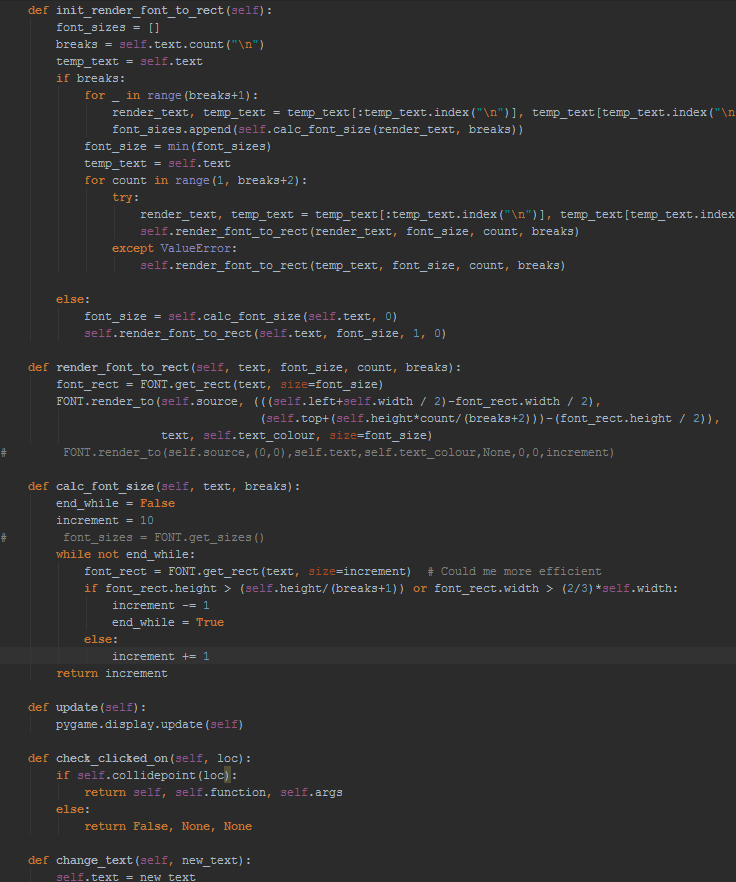 def init_render_font_to_rect(self):
font_sizes = []
breaks = self.text.count("\n")
temp_text = self.text
if breaks:
for _ in range(breaks+1):
render_text, temp_text = temp_text[:temp_text.index("\n")], temp_text[temp_text.index("\n
font_sizes.append(self.calc_font_size(render_text, breaks))
font_size = min(font_sizes)
temp_text = self.text
for count in range(1, breaks+2):
try:
render_text, temp_text = temp_text[:temp_text.index("\n")], temp_text[temp_text.index
self.render_font_to_rect(render_text, font_size, count, breaks)
except ValueError:
self.render_font_to_rect(temp_text, font_size, count, breaks)
else:
font_size = self.calc_font_size(self.text, 0)
self.render_font_to_rect(self.text, font_size, 1, 0)
def render_font_to_rect(self, text, font_size, count, breaks):
font_rect = FONT.get_rect(text, size=font_size)
FONT.render_to(self.source, (((self.left+self.width / 2)-font_rect.width / 2),
(self.top+(self.height*count/(breaks+2)))-(font_rect.height / 2)),
text, self.text_colour, size=font_size)
# FONT.render_to(self.source,(0,0),self.text,self.text_colour,None,0,0,increment)
def calc_font_size(self, text, breaks):
end_while = False
increment = 10
# font_sizes = FONT.get_sizes()
while not end_while:
font_rect = FONT.get_rect(text, size=increment) # Could me more efficient
if font_rect.height > (self.height/(breaks+1)) or font_rect.width > (2/3)*self.width:
increment -= 1
end_while = True
else:
increment += 1
return increment
def update(self):
pygame.display.update(self)
def check_clicked_on(self, loc):
if self.collidepoint(loc):
return self, self.function, self.args
else:
return False, None, None
def change_text(self, new_text):
self.text = new_text